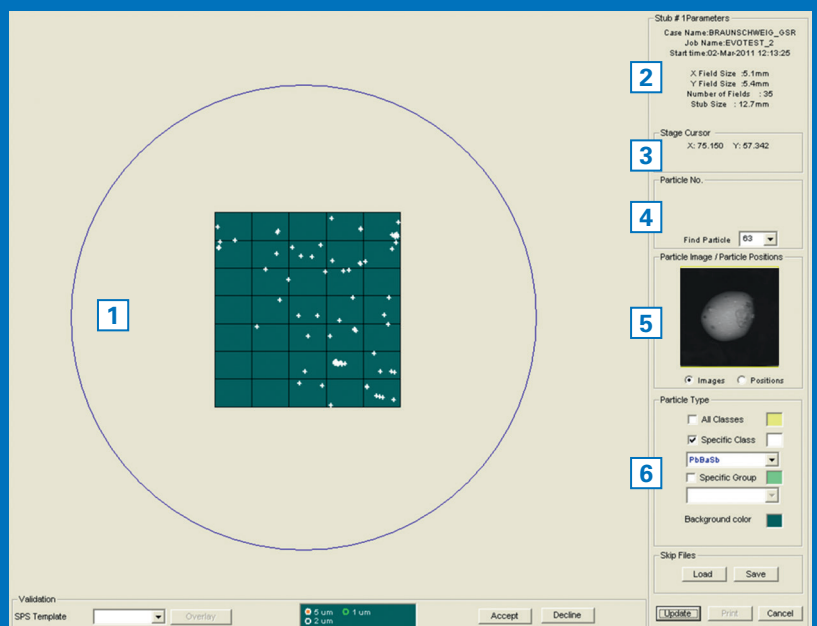 Stub # 1Parameters
Case Name:BRAUNSCHWEIG_GSR
Job Name:EVOTEST_2
Start time:02-Mar-2011 12:13:25
2
X Field Size :5.1mm
Y Field Size :5.4mm
Number of Fields : 35
Stub Size : 12.7mm
Stage Cursor
3
X: 75.150 Y: 57.342
Particle No.
4
Find Particle 63
Particle Image / Particle Positions
1
5
Images Positions
Particle Type
All Classes
Specific Class
PbBaSb
6
Specific Group
Background color
Skip Files
Load Save
Validation
SPS Template Overlay
5 um 1 um
2 um
Accept Decline
Update Print Cancel